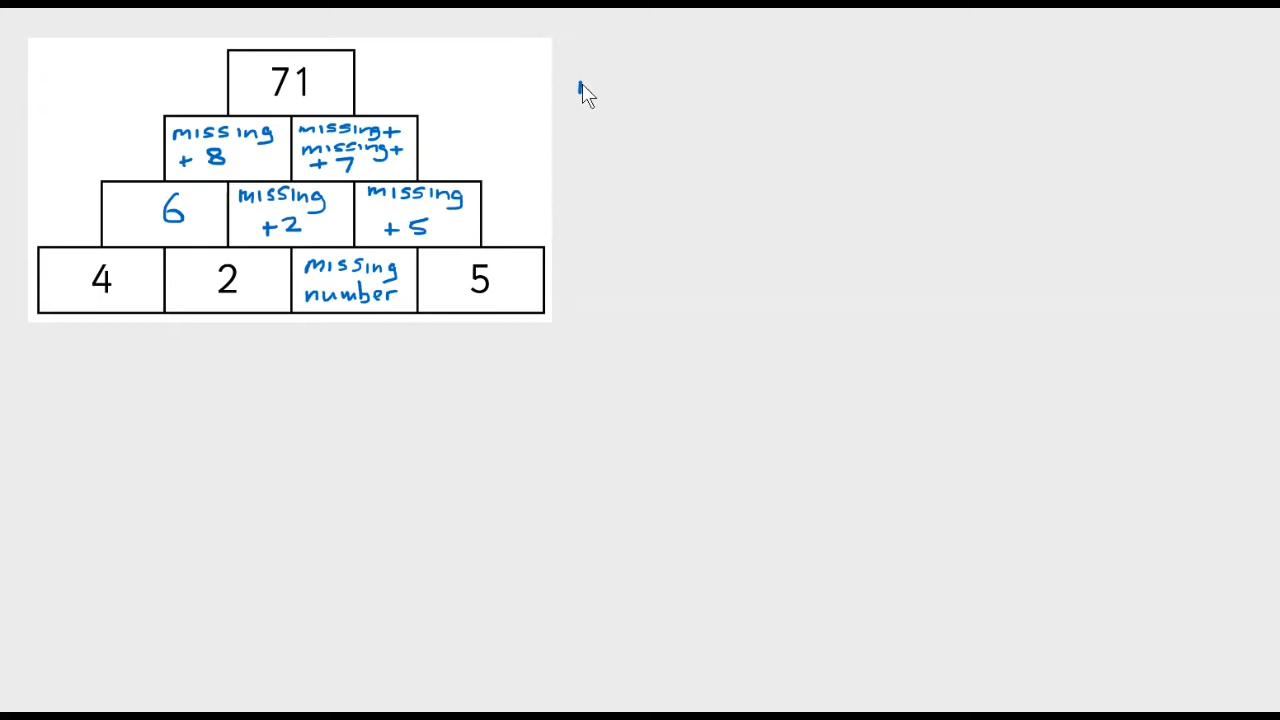 71
missing
+ 8
missing+
missing+
+ 7
6
missing
+2
missing
+ 5
4
2
missing
number
5